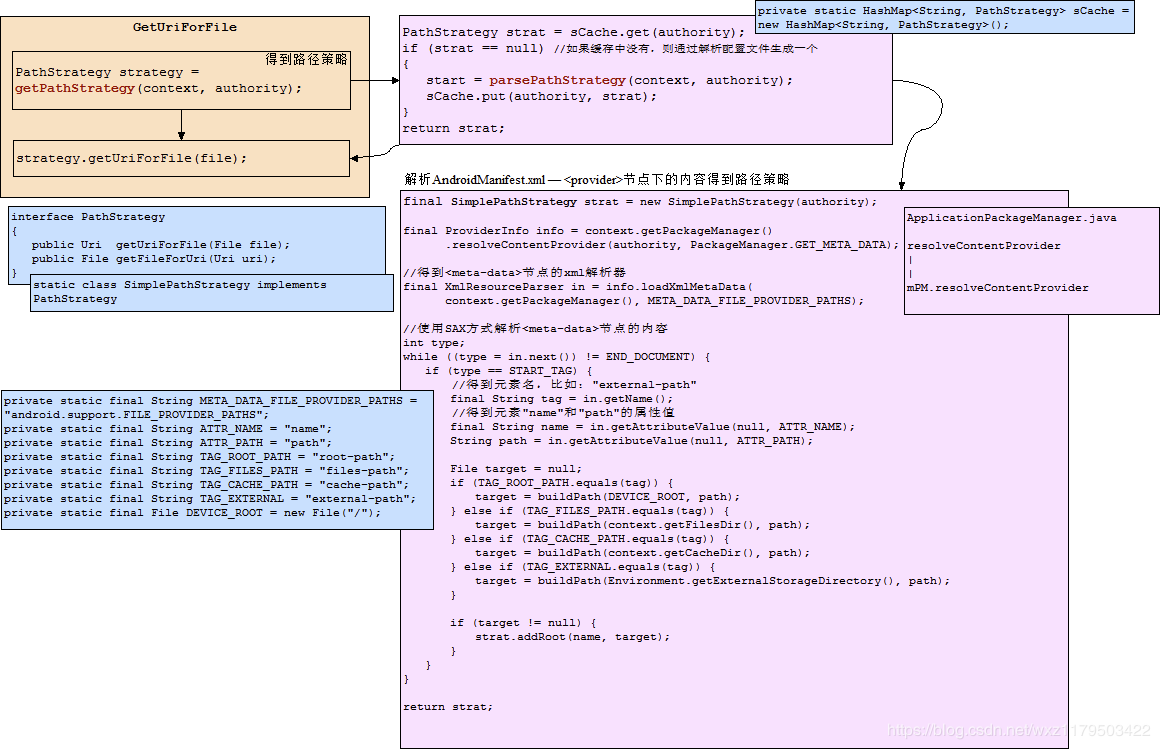 GetUriForFile
得到路径策略
PathStrategy strategy =
getPathStrategy(context, authority);
strategy.getUriForFile(file);
private static HashMap<String, PathStrategy> sCache =
new HashMap<String, PathStrategy>();
PathStrategy strat = sCache.get(authority);
if (strat == null) //如果缓存中没有，则通过解析配置文件生成一个
{
start = parsePathStrategy(context, authority);
sCache.put(authority, strat);
}
return strat;
interface PathStrategy
{
public Uri getUriForFile(File file);
public File getFileForUri(Uri uri);
}
static class SimplePathStrategy implements
PathStrategy
private static final String META_DATA_FILE_PROVIDER_PATHS =
"android.support.FILE_PROVIDER_PATHS";
private static final String ATTR_NAME = "name";
private static final String ATTR_PATH = "path";
private static final String TAG_ROOT_PATH = "root-path";
private static final String TAG_FILES_PATH = "files-path";
private static final String TAG_CACHE_PATH = "cache-path";
private static final String TAG_EXTERNAL = "external-path";
private static final File DEVICE_ROOT = new File("/");
解析AndroidManifest.xml — <provider>节点下的内容得到路径策略
final SimplePathStrategy strat = new SimplePathStrategy(authority);
final ProviderInfo info = context.getPackageManager()
.resolveContentProvider(authority, PackageManager.GET_META_DATA);
//得到<meta-data>节点的xml解析器
final XmlResourceParser in = info.loadXmlMetaData(
context.getPackageManager(), META_DATA_FILE_PROVIDER_PATHS);
//使用SAX方式解析<meta-data>节点的内容
int type;
while ((type = in.next()) != END_DOCUMENT) {
if (type == START_TAG) {
//得到元素名，比如："external-path"
final String tag = in.getName();
//得到元素"name"和"path"的属性值
final String name = in.getAttributeValue(null, ATTR_NAME);
String path = in.getAttributeValue(null, ATTR_PATH);
File target = null;
if (TAG_ROOT_PATH.equals(tag)) {
target = buildPath(DEVICE_ROOT, path);
} else if (TAG_FILES_PATH.equals(tag)) {
target = buildPath(context.getFilesDir(), path);
} else if (TAG_CACHE_PATH.equals(tag)) {
target = buildPath(context.getCacheDir(), path);
} else if (TAG_EXTERNAL.equals(tag)) {
target = buildPath(Environment.getExternalStorageDirectory(), path);
}
if (target != null) {
strat.addRoot(name, target);
}
}
}
return strat;
ApplicationPackageManager.java
resolveContentProvider
|
|
mPM.resolveContentProvider
https://blog.csdn.net/wxz1179503422